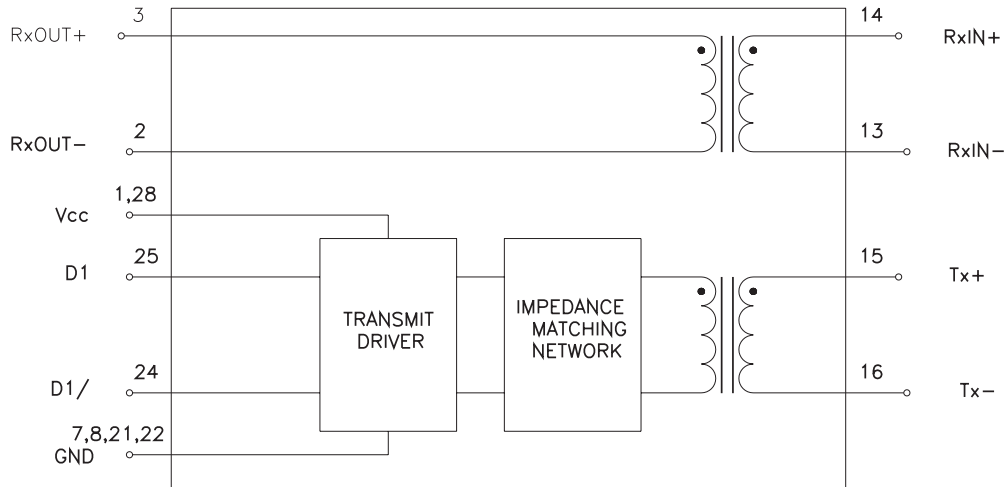 3
14
RxOUT+
RxIN+
RxOUT−
2
13
RxIN−
1,28
Vcc
D1
25
15
Tx+
TRANSMIT
DRIVER
IMPEDANCE
MATCHING
NETWORK
D1/
24
16
Tx−
7,8,21,22
GND